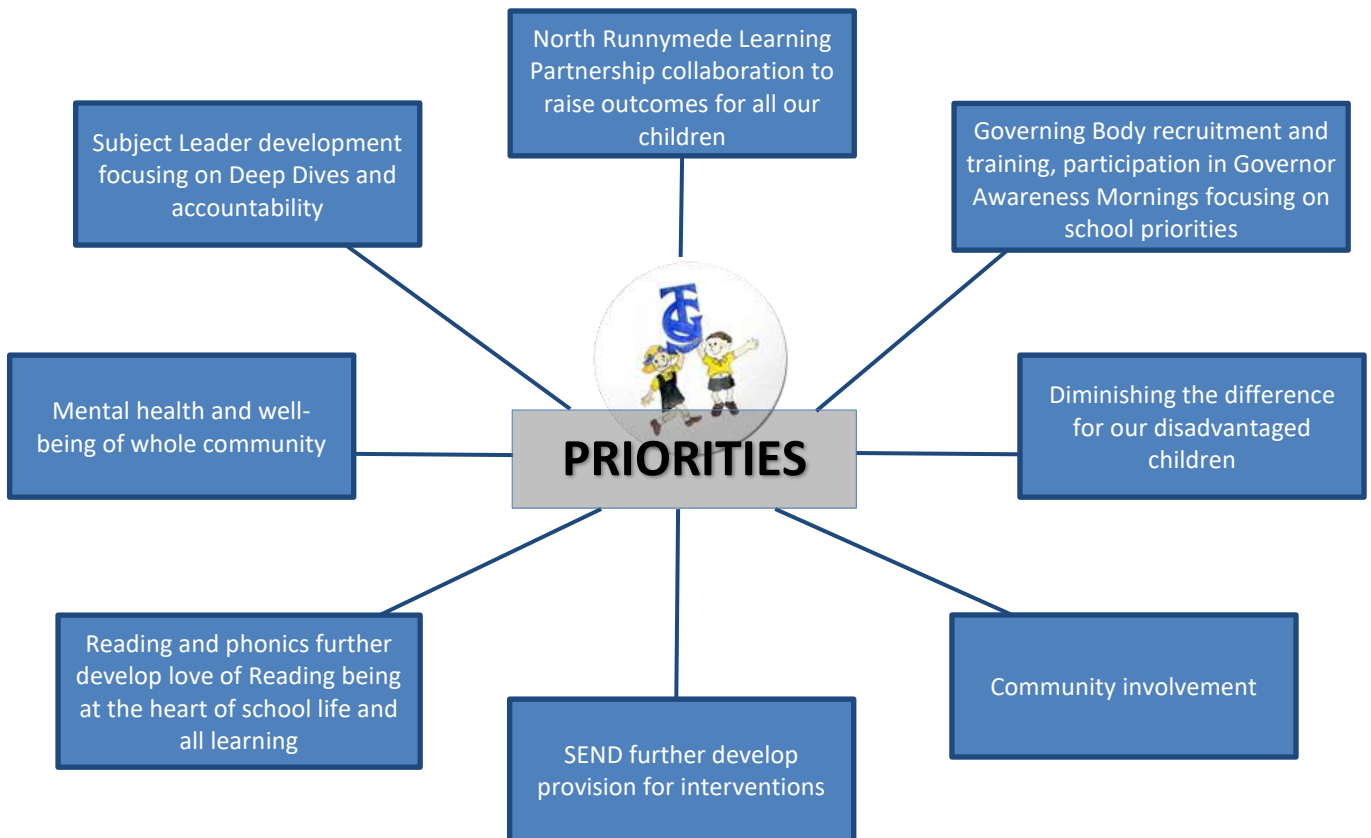 North Runnymede Learning
Partnership collaboration to
raise outcomes for all our
children
Subject Leader development
focusing on Deep Dives and
accountability
Governing Body recruitment and
training, participation in Governor
Awareness Mornings focusing on
school priorities
TGS
PRIORITIES
Mental health and well-
being of whole community
Diminishing the difference
for our disadvantaged
children
Reading and phonics further
develop love of Reading being
at the heart of school life and
all learning
SEND further develop
provision for interventions
Community involvement